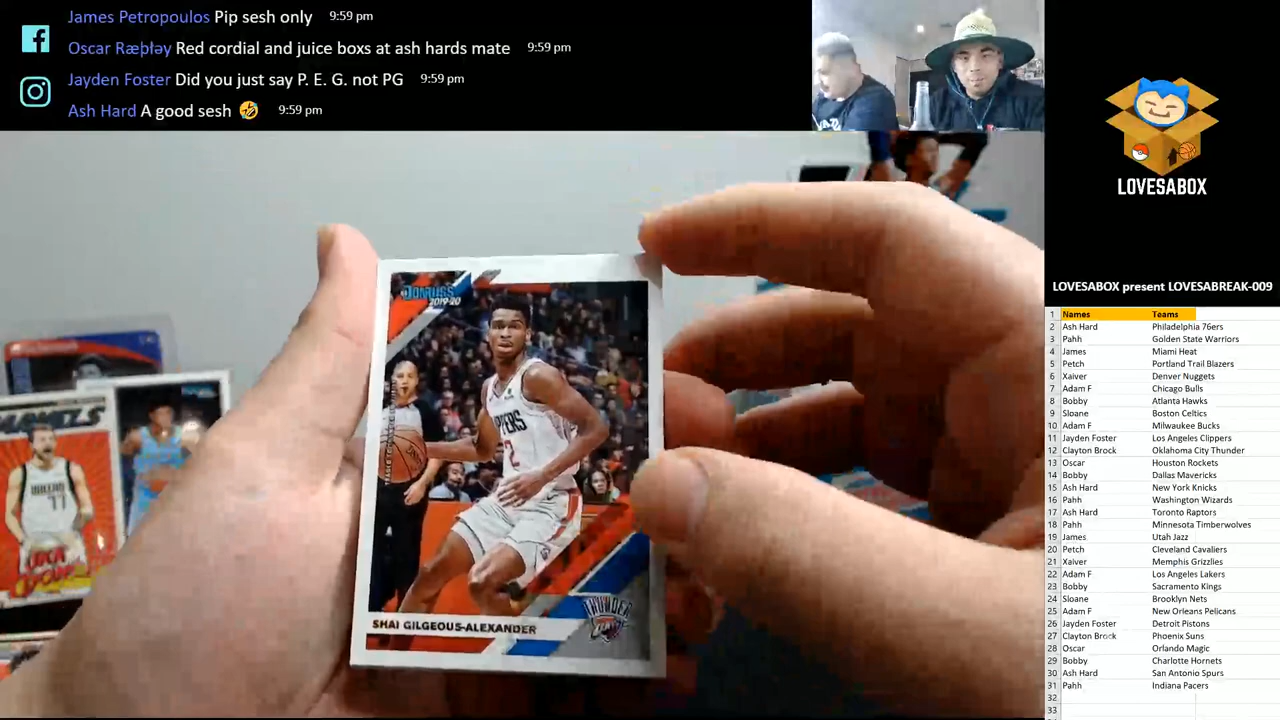 James Petropoulos Pip sesh only 9:59 pm
Oscar Ræþłəy Red cordial and juice boxs at ash hards mate 9:59 pm
Jayden Foster Did you just say P. E. G. not PG 9:59 pm
Ash Hard A good sesh 🤣 9:59 pm
LOVESABOX
LOVESABOX present LOVESABREAK-009
1 Names Teams
2 Ash Hard Philadelphia 76ers
3 Pahh Golden State Warriors
4 James Miami Heat
5 Petch Portland Trail Blazers
6 Xaiver Denver Nuggets
7 Adam F Chicago Bulls
8 Bobby Atlanta Hawks
9 Sloane Boston Celtics
10 Adam F Milwaukee Bucks
11 Jayden Foster Los Angeles Clippers
12 Clayton Brock Oklahoma City Thunder
13 Oscar Houston Rockets
14 Bobby Dallas Mavericks
15 Ash Hard New York Knicks
16 Pahh Washington Wizards
17 Ash Hard Toronto Raptors
18 Pahh Minnesota Timberwolves
19 James Utah Jazz
20 Petch Cleveland Cavaliers
21 Xaiver Memphis Grizzlies
22 Adam F Los Angeles Lakers
23 Bobby Sacramento Kings
24 Sloane Brooklyn Nets
25 Adam F New Orleans Pelicans
26 Jayden Foster Detroit Pistons
27 Clayton Brock Phoenix Suns
28 Oscar Orlando Magic
29 Bobby Charlotte Hornets
30 Ash Hard San Antonio Spurs
31 Pahh Indiana Pacers
32
33
DONRUSS
2019-20
2
THUNDER
SHAI GILGEOUS-ALEXANDER
77